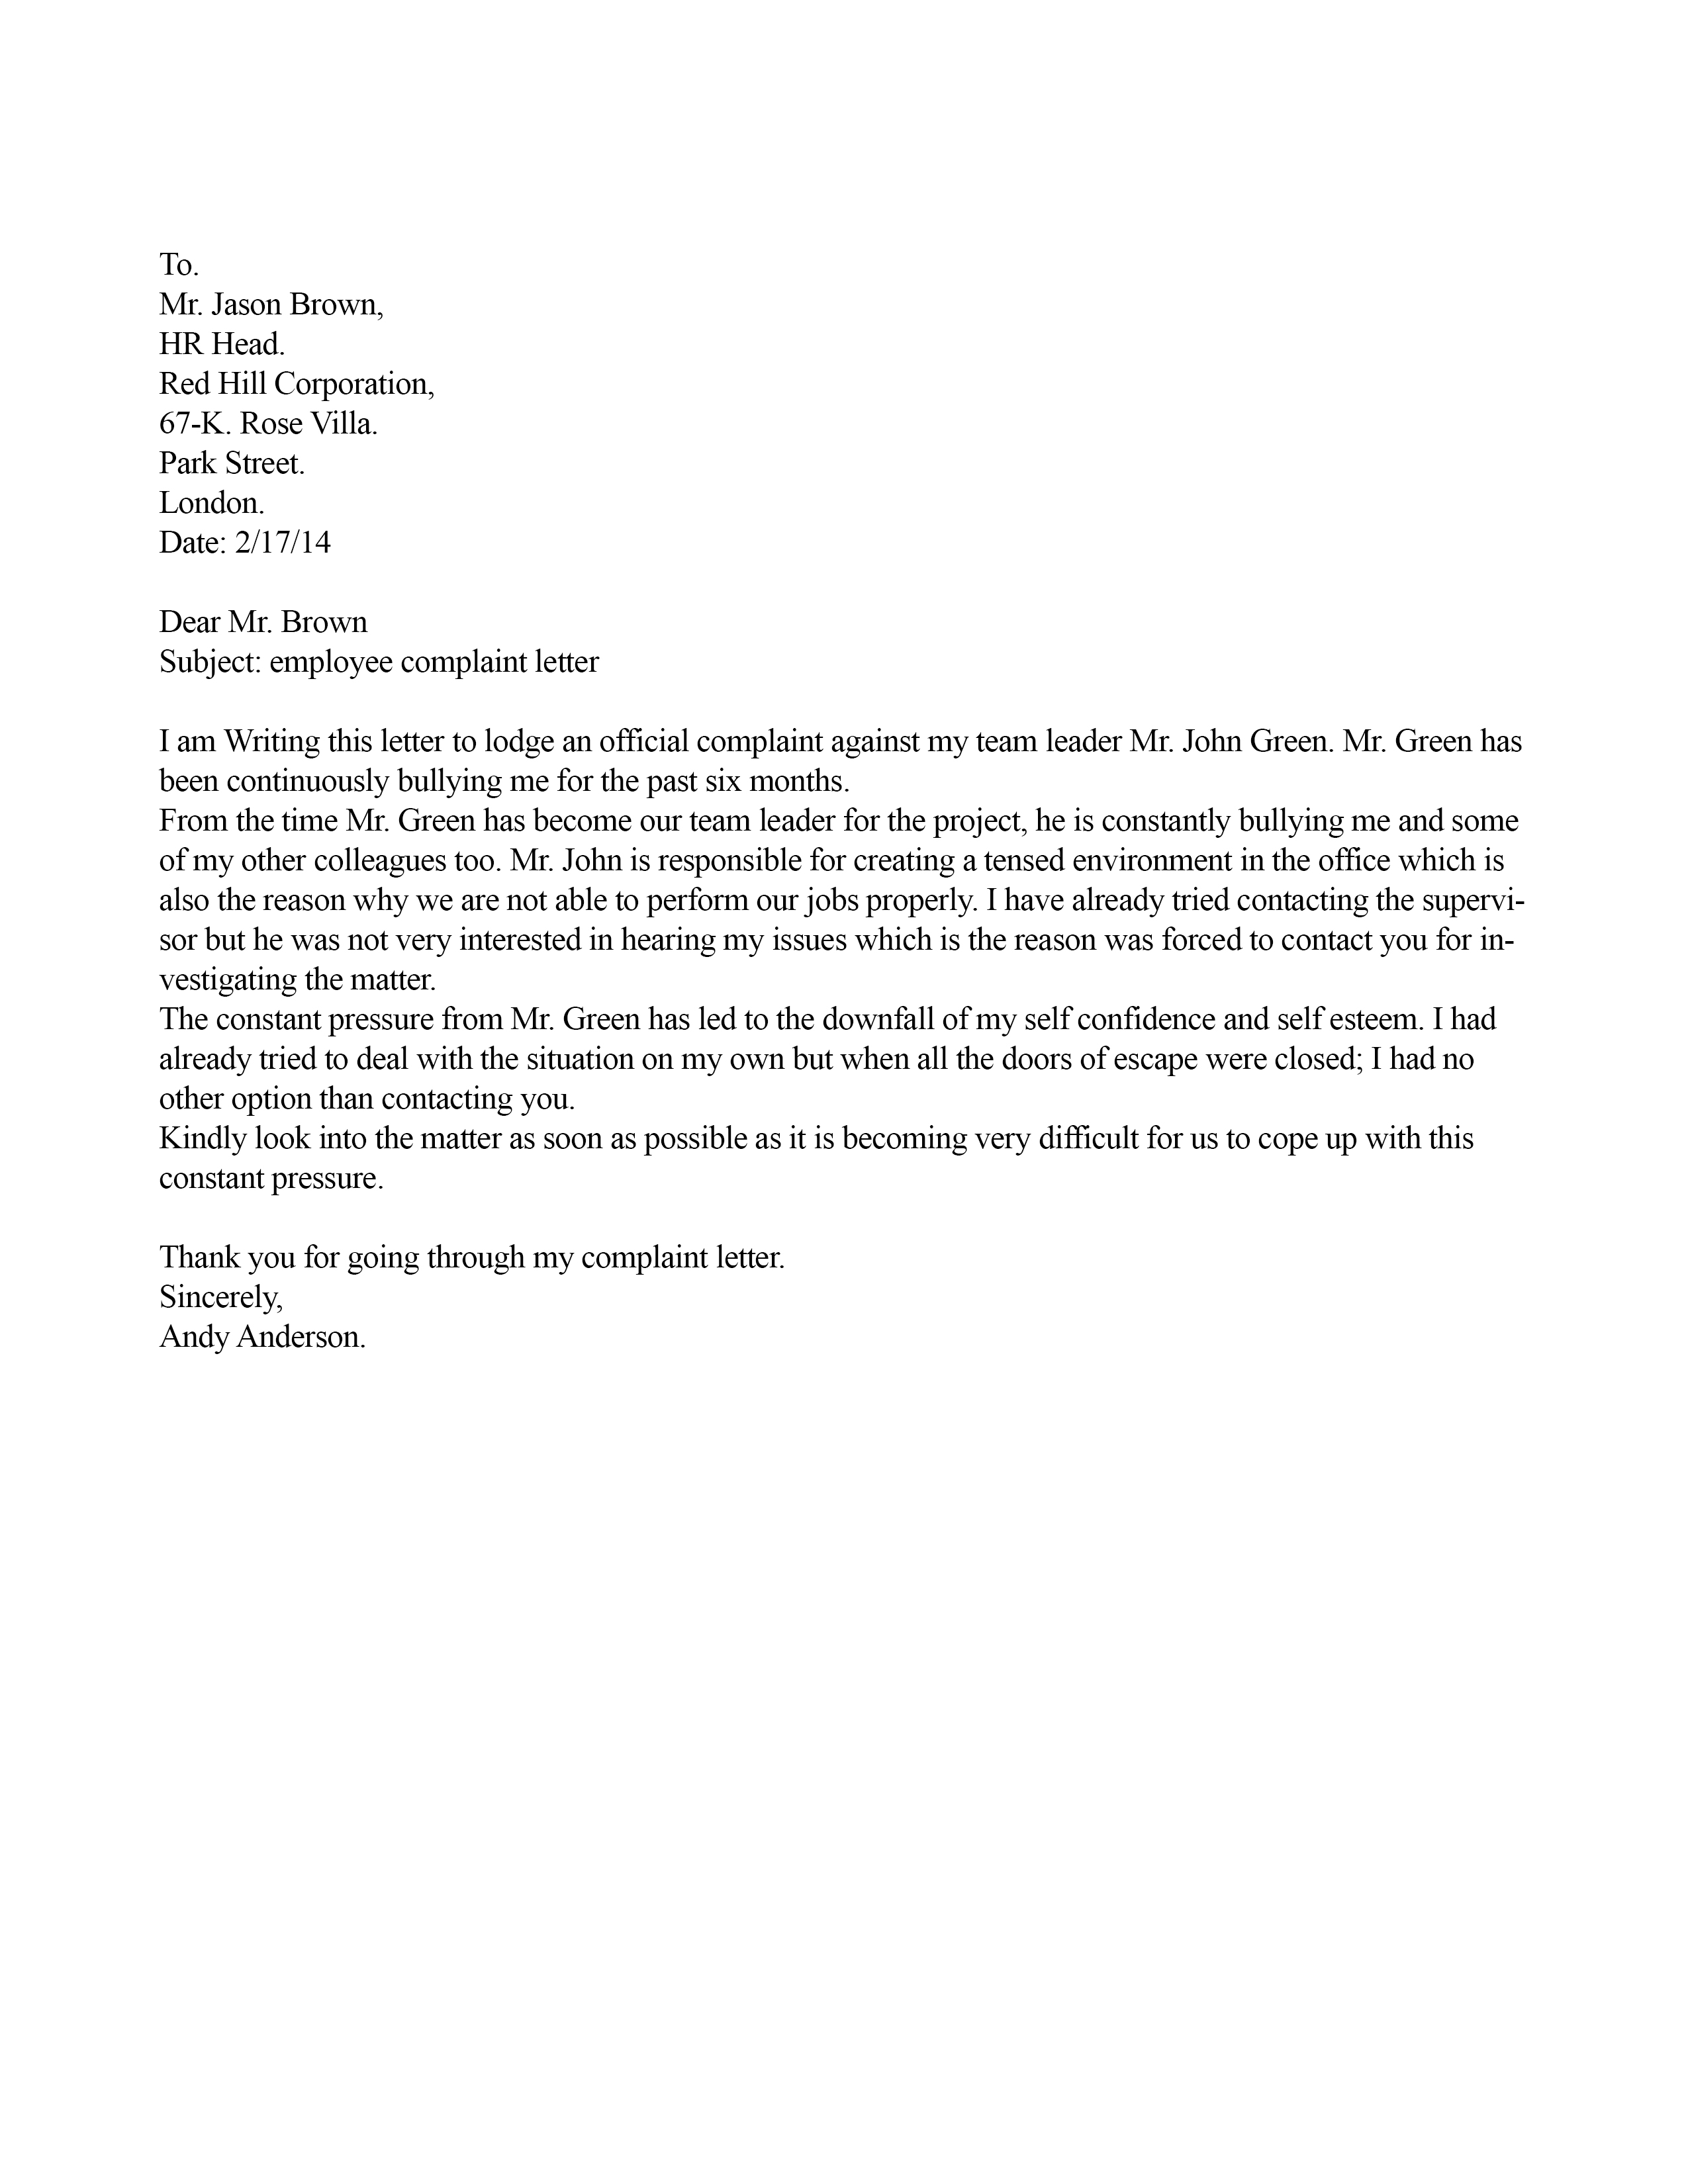 To.
Mr. Jason Brown,
HR Head.
Red Hill Corporation,
67-K. Rose Villa.
Park Street.
London.
Date: 2/17/14
Dear Mr. Brown
Subject: employee complaint letter
I am Writing this letter to lodge an official complaint against my team leader Mr. John Green. Mr. Green has
been continuously bullying me for the past six months.
From the time Mr. Green has become our team leader for the project, he is constantly bullying me and some
of my other colleagues too. Mr. John is responsible for creating a tensed environment in the office which is
also the reason why we are not able to perform our jobs properly. I have already tried contacting the supervi-
sor but he was not very interested in hearing my issues which is the reason was forced to contact you for in-
vestigating the matter.
The constant pressure from Mr. Green has led to the downfall of my self confidence and self esteem. I had
already tried to deal with the situation on my own but when all the doors of escape were closed; I had no
other option than contacting you.
Kindly look into the matter as soon as possible as it is becoming very difficult for us to cope up with this
constant pressure.
Thank you for going through my complaint letter.
Sincerely,
Andy Anderson.